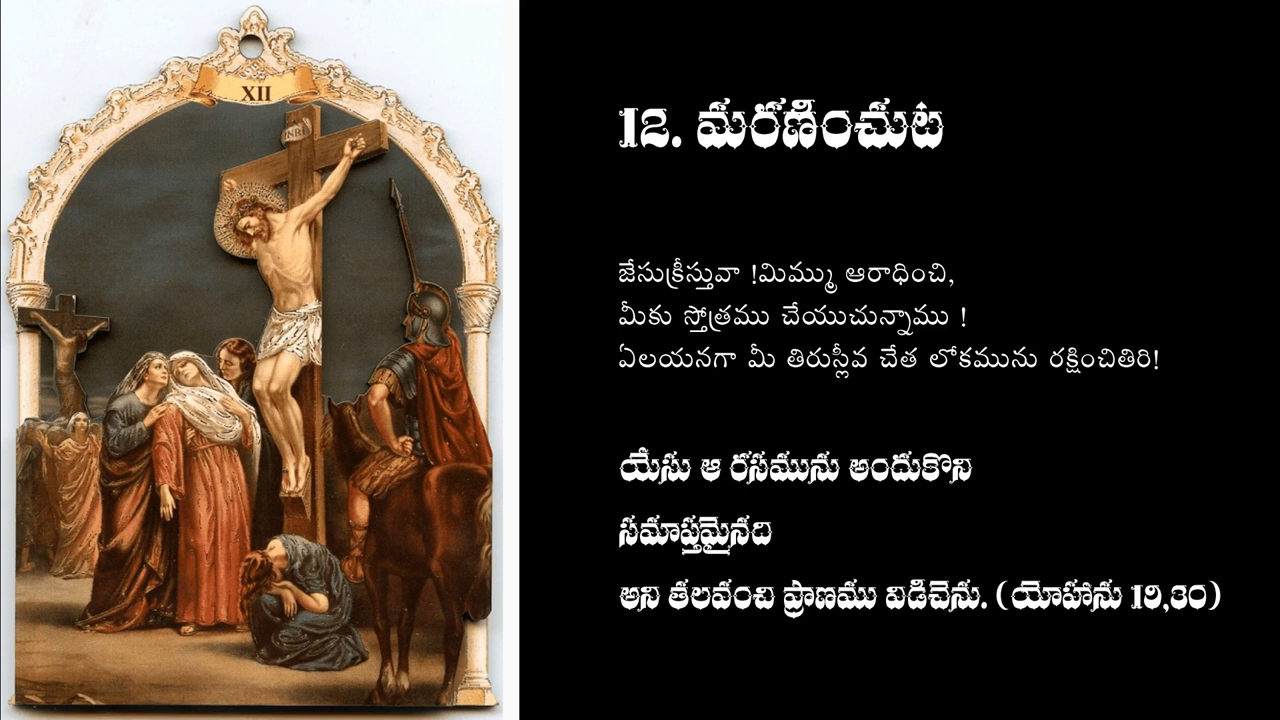 XII
INRI
12. మరణించుట
జేసుక్రీస్తువా !మిమ్ము ఆరాధించి,
మీకు స్తోత్రము చేయుచున్నాము !
ఏలయనగా మీ తిరుస్లీవ చేత లోకమును రక్షించితిరి!
యేసు ఆ రసమును అందుకొని
సమాప్తమైనది
అని తలవంచి ప్రాణము విడిచెను. (యోహాను 19,30)